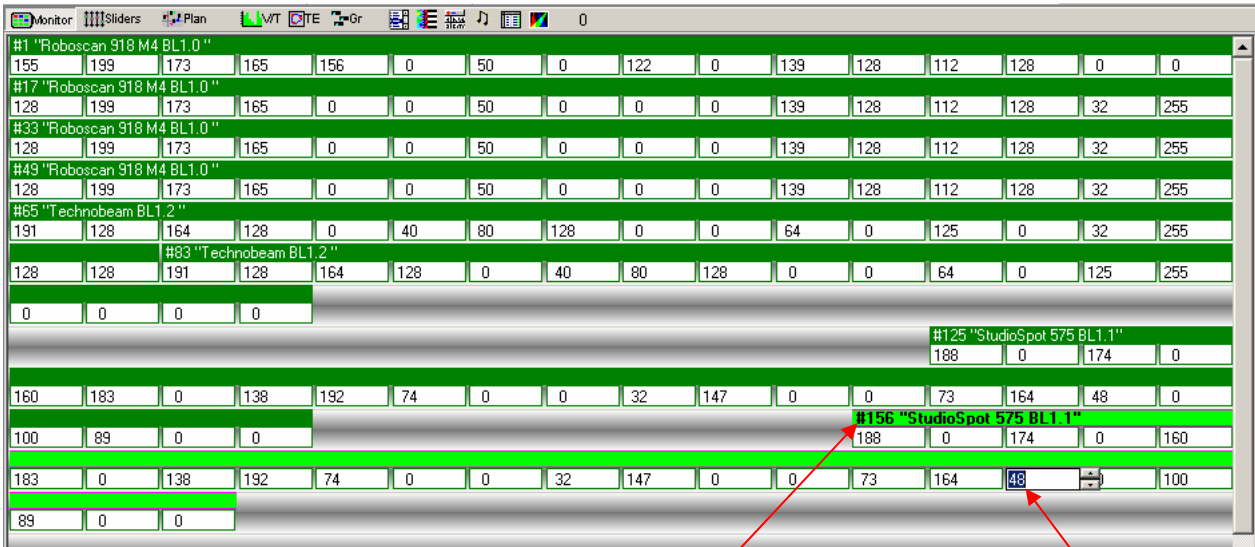 Monitor Sliders Plan V/T TE Gr 0
#1 "Roboscan 918 M4 BL1.0 "
155 199 173 165 156 0 50 0 122 0 139 128 112 128 0 0
#17 "Roboscan 918 M4 BL1.0 "
128 199 173 165 0 0 50 0 0 0 139 128 112 128 32 255
#33 "Roboscan 918 M4 BL1.0 "
128 199 173 165 0 0 50 0 0 0 139 128 112 128 32 255
#49 "Roboscan 918 M4 BL1.0 "
128 199 173 165 0 0 50 0 0 0 139 128 112 128 32 255
#65 "Technobeam BL1.2 "
191 128 164 128 0 40 80 128 0 0 64 0 125 0 32 255
#83 "Technobeam BL1.2 "
128 128 191 128 164 128 0 40 80 128 0 0 64 0 125 255
0 0 0 0
#125 "StudioSpot 575 BL1.1"
188 0 174 0
160 183 0 138 192 74 0 0 32 147 0 0 73 164 48 0
#156 "StudioSpot 575 BL1.1"
100 89 0 0 188 0 174 0 160
183 0 138 192 74 0 0 32 147 0 0 73 164 48 100
89 0 0